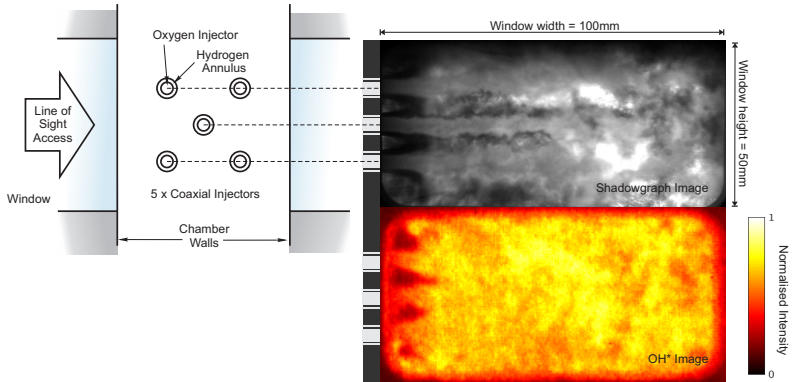 Oxygen Injector
Hydrogen
Annulus
Line of
Sight
Access
Window
5 x Coaxial Injectors
Chamber
Walls
Window width = 100mm
Window height = 50mm
Shadowgraph Image
OH* Image
1
Normalised Intensity
0